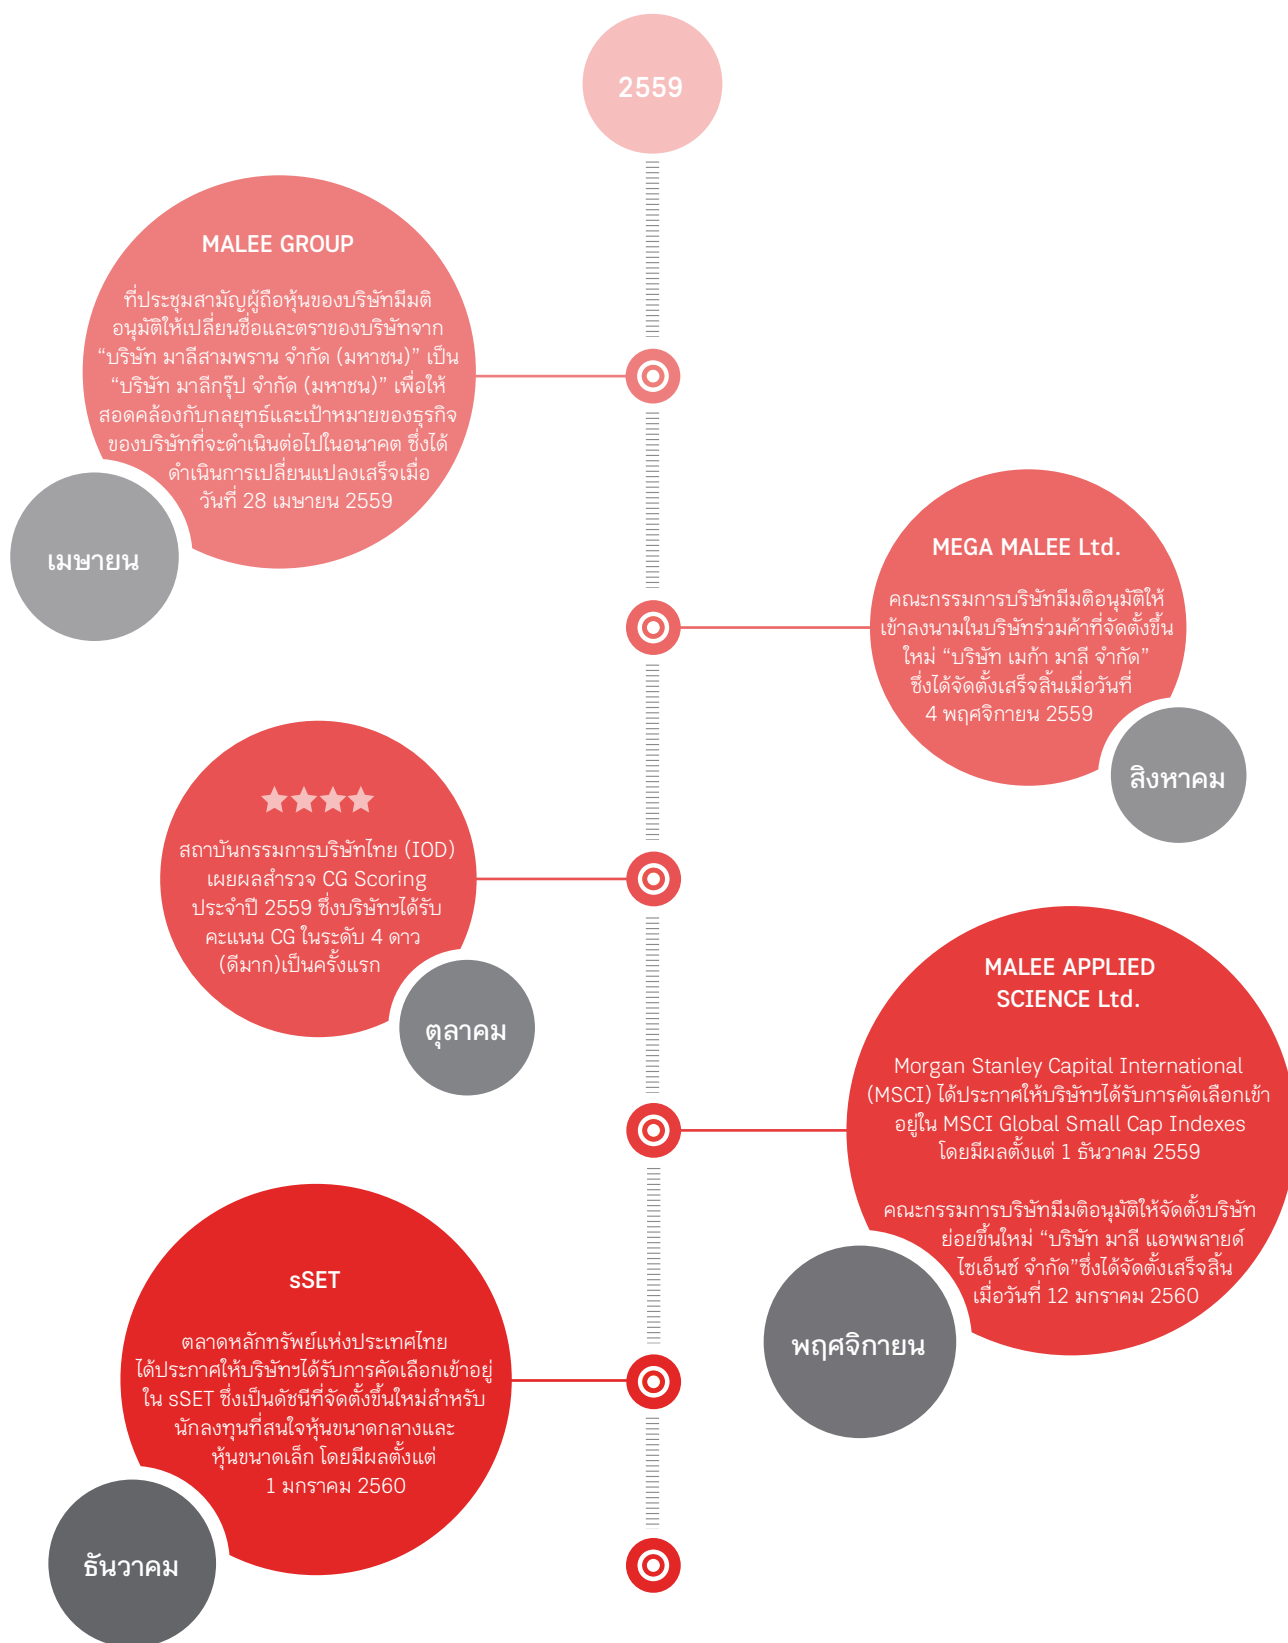 2559
MALEE GROUP
ที่ประชุมสามัญผู้ถือหุ้นของบริษัทมีมติ
อนุมัติให้เปลี่ยนชื่อและตราของบริษัทจาก
“บริษัท มาลีสามพราน จำกัด (มหาชน)” เป็น
“บริษัท มาลีกรุ๊ป จำกัด (มหาชน)” เพื่อให้
สอดคล้องกับกลยุทธ์และเป้าหมายของธุรกิจ
ของบริษัทที่จะดำเนินต่อไปในอนาคต ซึ่งได้
ดำเนินการเปลี่ยนแปลงเสร็จเมื่อ
วันที่ 28 เมษายน 2559
เมษายน
MEGA MALEE Ltd.
คณะกรรมการบริษัทมีมติอนุมัติให้
เข้าลงนามในบริษัทร่วมค้าที่จัดตั้งขึ้น
ใหม่ “บริษัท เมก้า มาลี จำกัด”
ซึ่งได้จัดตั้งเสร็จสิ้นเมื่อวันที่
4 พฤศจิกายน 2559
สิงหาคม
สถาบันกรรมการบริษัทไทย (IOD)
เผยผลสำรวจ CG Scoring
ประจำปี 2559 ซึ่งบริษัทฯได้รับ
คะแนน CG ในระดับ 4 ดาว
(ดีมาก)เป็นครั้งแรก
ตุลาคม
MALEE APPLIED
SCIENCE Ltd.
Morgan Stanley Capital International
(MSCI) ได้ประกาศให้บริษัทฯได้รับการคัดเลือกเข้า
อยู่ใน MSCI Global Small Cap Indexes
โดยมีผลตั้งแต่ 1 ธันวาคม 2559
คณะกรรมการบริษัทมีมติอนุมัติให้จัดตั้งบริษัท
ย่อยขึ้นใหม่ “บริษัท มาลี แอพพลายด์
ไซเอ็นซ์ จำกัด”ซึ่งได้จัดตั้งเสร็จสิ้น
เมื่อวันที่ 12 มกราคม 2560
พฤศจิกายน
sSET
ตลาดหลักทรัพย์แห่งประเทศไทย
ได้ประกาศให้บริษัทฯได้รับการคัดเลือกเข้าอยู่
ใน sSET ซึ่งเป็นดัชนีที่จัดตั้งขึ้นใหม่สำหรับ
นักลงทุนที่สนใจหุ้นขนาดกลางและ
หุ้นขนาดเล็ก โดยมีผลตั้งแต่
1 มกราคม 2560
ธันวาคม